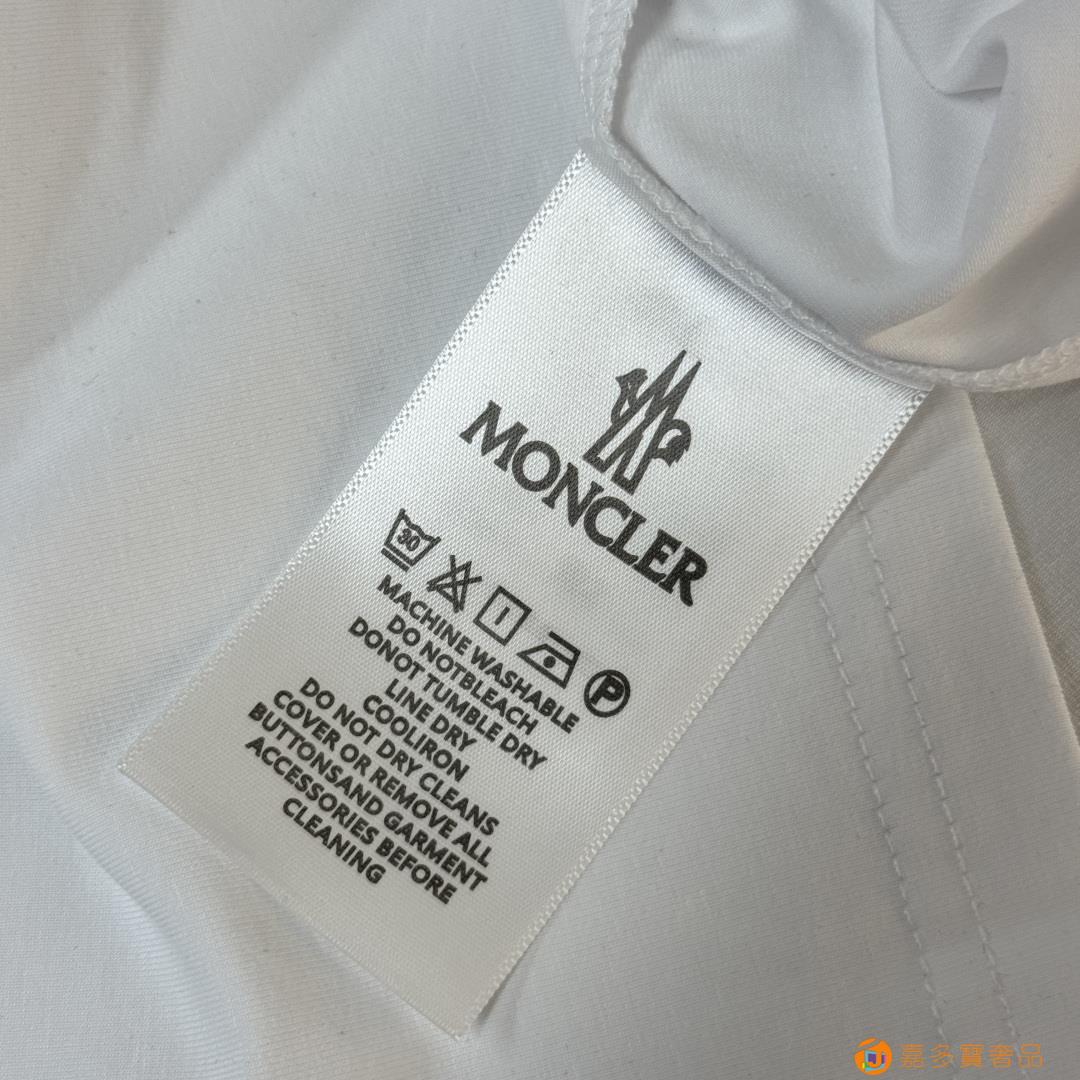 MONCLER
30
P
MACHINE WASHABLE
DO NOTBLEACH
DONOT TUMBLE DRY
LINE DRY
COOLIRON
DO NOT DRY CLEANS
COVER OR REMOVE ALL
BUTTONSAND GARMENT
ACCESSORIES BEFORE
CLEANING
嘉多寶奢品